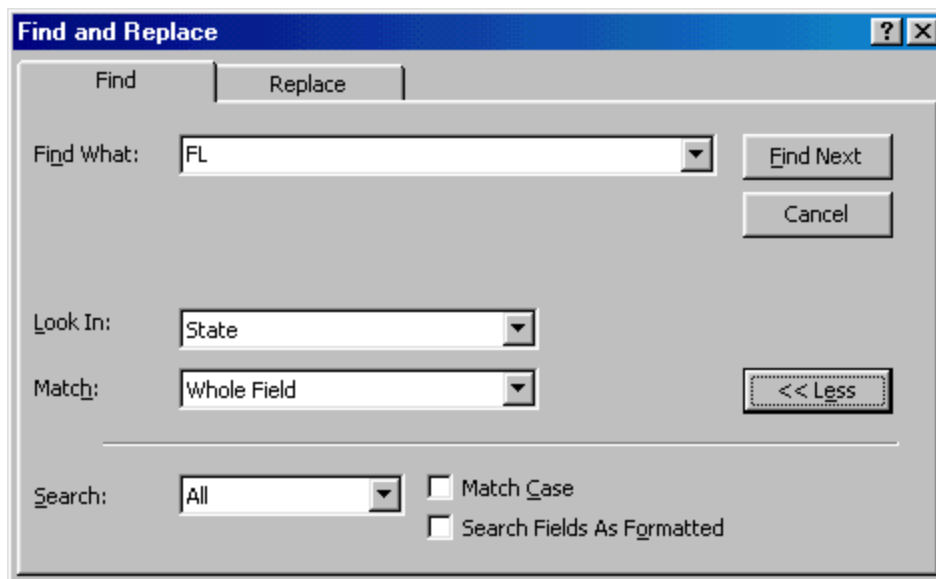 Find and Replace
Find
Replace
Find What:
FL
Find Next
Cancel
Look In:
State
Match:
Whole Field
<< Less
Search:
All
Match Case
Search Fields As Formatted